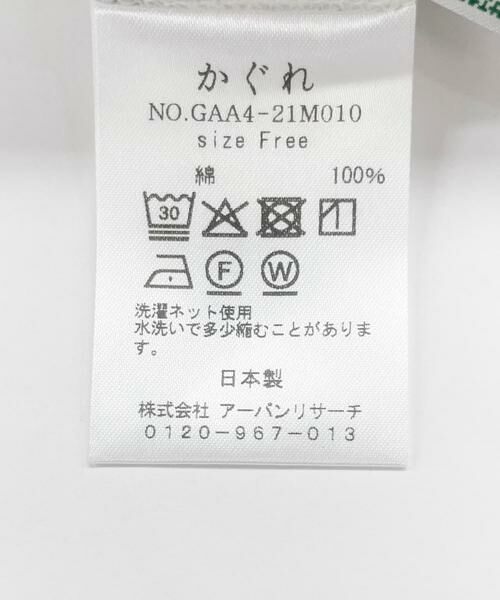 かぐれ
NO.GAA4-21M010
size Free
綿 100%
30
F W
洗濯ネット使用
水洗いで多少縮むことがありま
す。
日本製
株式会社 アーバンリサーチ
0120-967-013